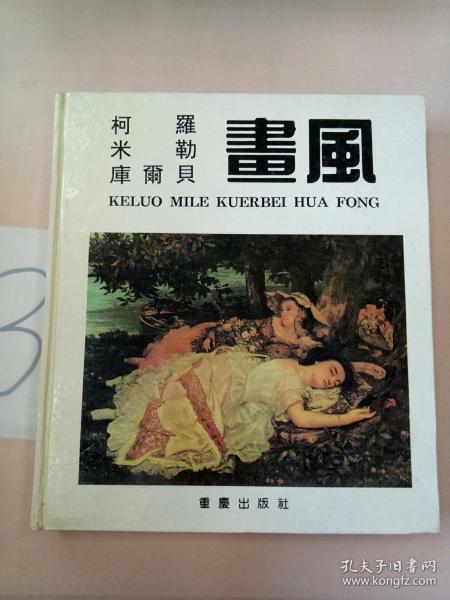 柯羅
米勒
庫爾貝
畫風
KELUO MILE KUERBEI HUA FONG
重慶出版社
3
孔夫子旧书网
www.kongfz.com